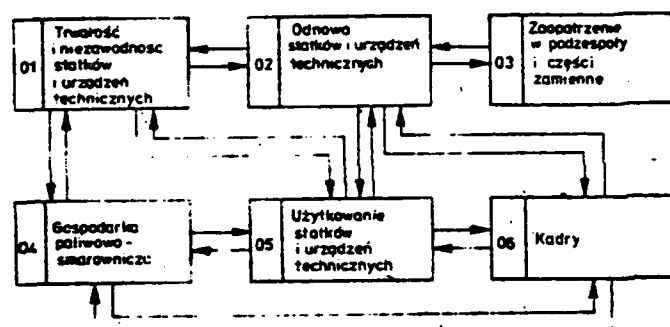 01
Trwałość
i niezawodność
statków
i urządzeń
technicznych
02
Odnowa
statków i urządzeń
technicznych
03
Zaopatrzenie
w podzespoły
i części
zamienne
04
Gospodarka
paliwowo-
smarownicza
05
Użytkowanie
statków
i urządzeń
technicznych
06
Kadry